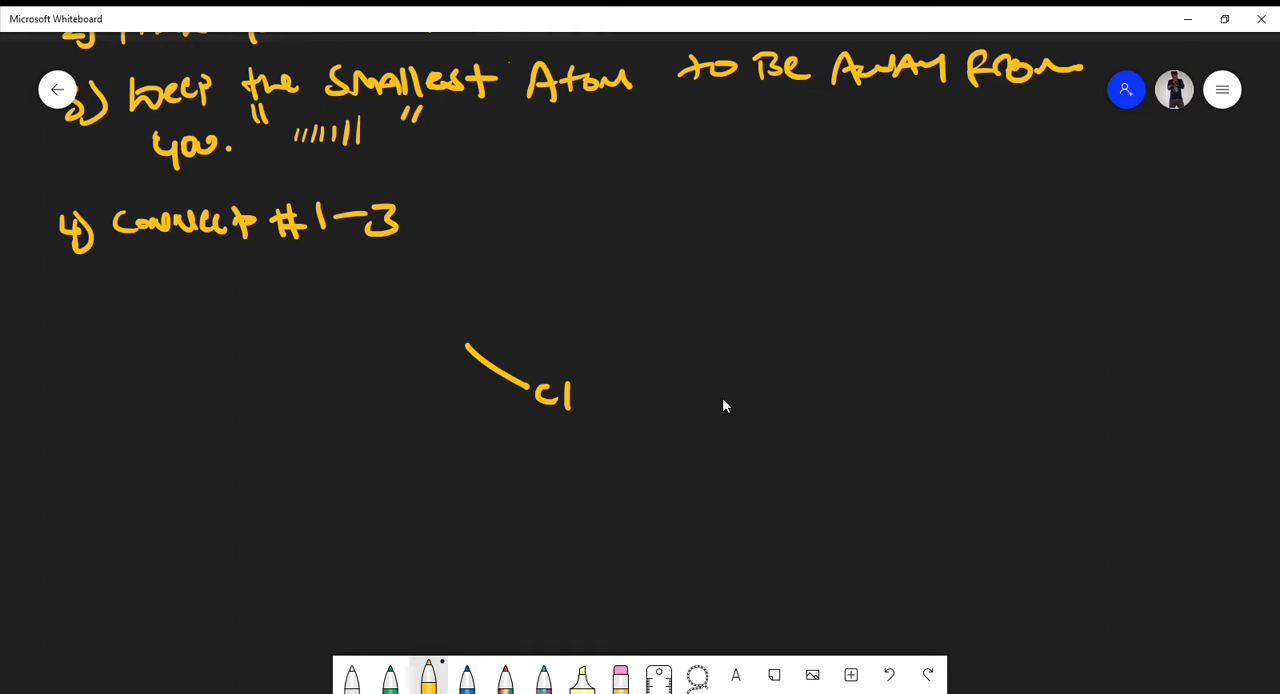 Microsoft Whiteboard
3) keep the smallest Atom to Be Away From
you. " ''''''' "
4) connect #1-3
Cl
A